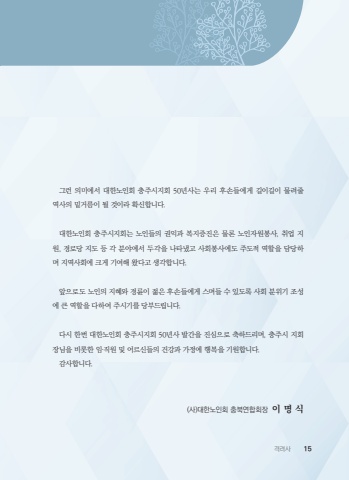 그런 의미에서 대한노인회 충주시지회 50년사는 우리 후손들에게 길이길이 물려줄
역사의 밑거름이 될 것이라 확신합니다.
대한노인회 충주시지회는 노인들의 권익과 복지증진은 물론 노인자원봉사, 취업 지
원, 경로당 지도 등 각 분야에서 두각을 나타냈고 사회봉사에도 주도적 역할을 담당하
며 지역사회에 크게 기여해 왔다고 생각합니다.
앞으로도 노인의 지혜와 경륜이 젊은 후손들에게 스며들 수 있도록 사회 분위기 조성
에 큰 역할을 다하여 주시기를 당부드립니다.
다시 한번 대한노인회 충주시지회 50년사 발간을 진심으로 축하드리며, 충주시 지회
장님을 비롯한 임·직원 및 어르신들의 건강과 가정에 행복을 기원합니다.
감사합니다.
(사)대한노인회 충북연합회장 이 명 식
격려사 15